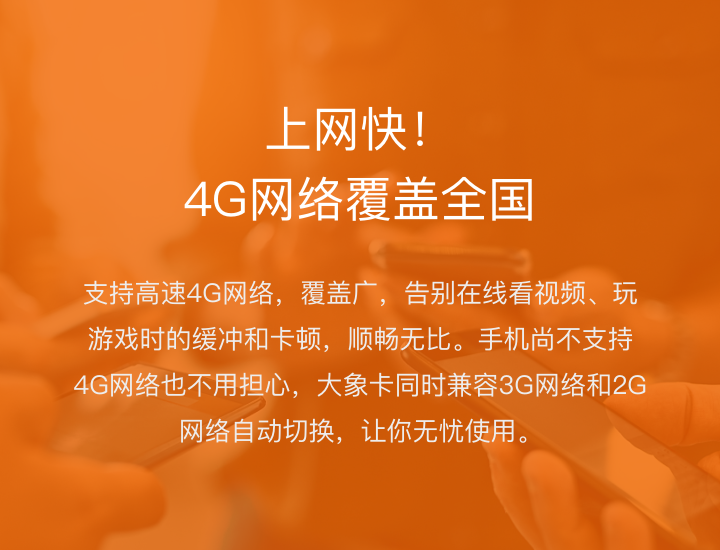 上网快！
4G网络覆盖全国
支持高速4G网络，覆盖广，告别在线看视频、玩
游戏时的缓冲和卡顿，顺畅无比。手机尚不支持
4G网络也不用担心，大象卡同时兼容3G网络和2G
网络自动切换，让你无忧使用。